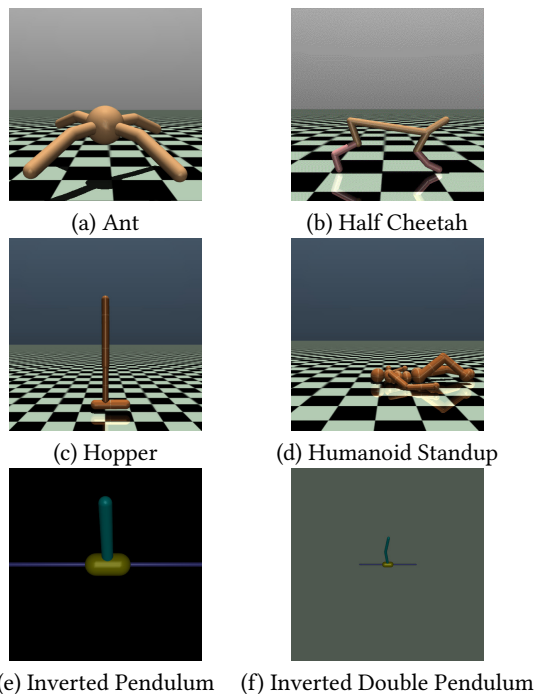 (a) Ant
(b) Half Cheetah
(c) Hopper
(d) Humanoid Standup
(e) Inverted Pendulum
(f) Inverted Double Pendulum